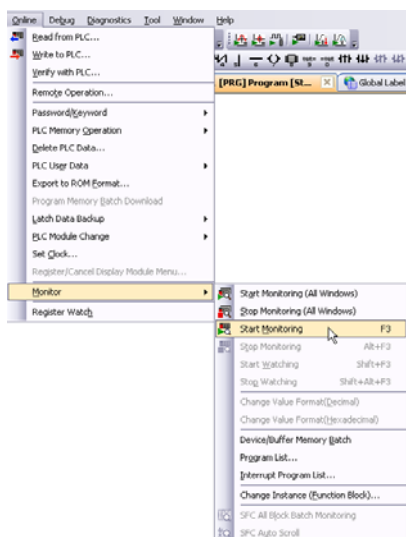 Online Debug Diagnostics Tool Window Help
Read from PLC...
Write to PLC...
Verify with PLC...
Remote Operation...
[PRG] Program [St... Global Label
Password/Keyword
PLC Memory Operation
Delete PLC Data...
PLC User Data
Export to ROM Format...
Program Memory Batch Download
Latch Data Backup
PLC Module Change
Set Clock...
Register/Cancel Display Module Menu...
Monitor
Start Monitoring (All Windows)
Register Watch
Stop Monitoring (All Windows)
Start Monitoring F3
Stop Monitoring Alt+F3
Start Watching Shift+F3
Stop Watching Shift+Alt+F3
Change Value Format(Decimal)
Change Value Format(Hexadecimal)
Device/Buffer Memory Batch
Program List...
Interrupt Program List...
Change Instance (Function Block)...
SFC All Block Batch Monitoring
SFC Auto Scroll